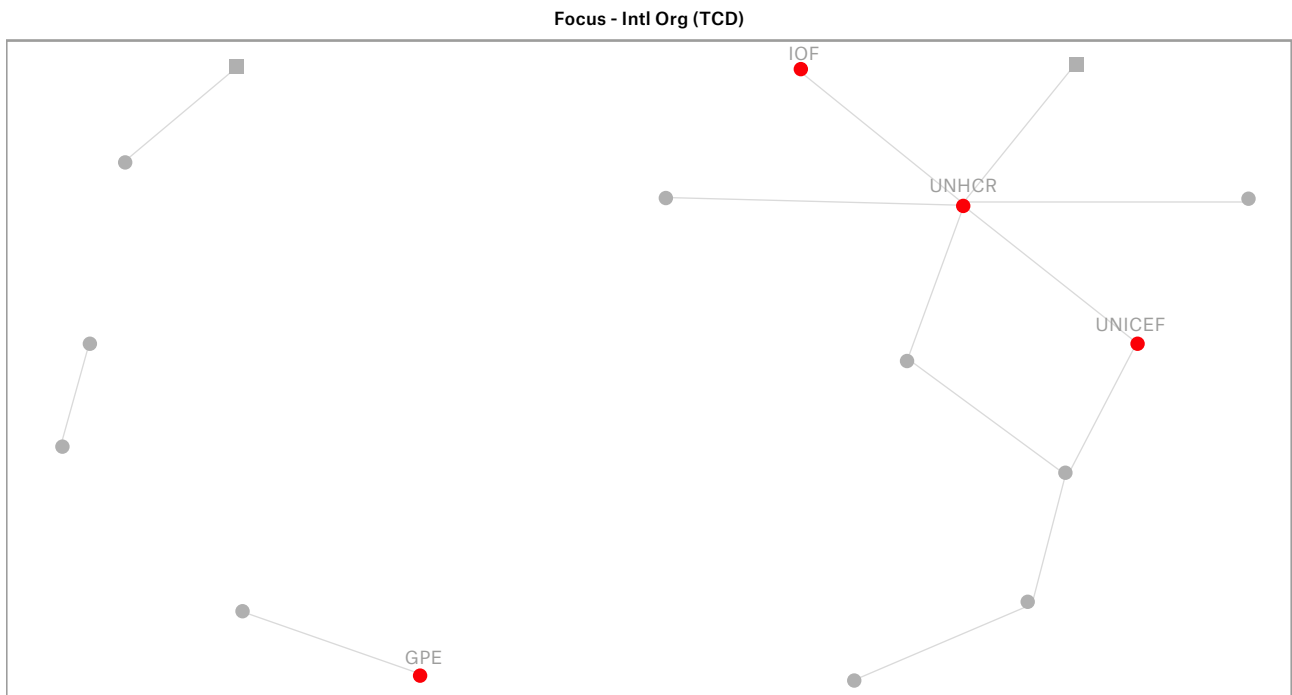 Focus - Intl Org (TCD)
IOF
UNHCR
UNICEF
GPE